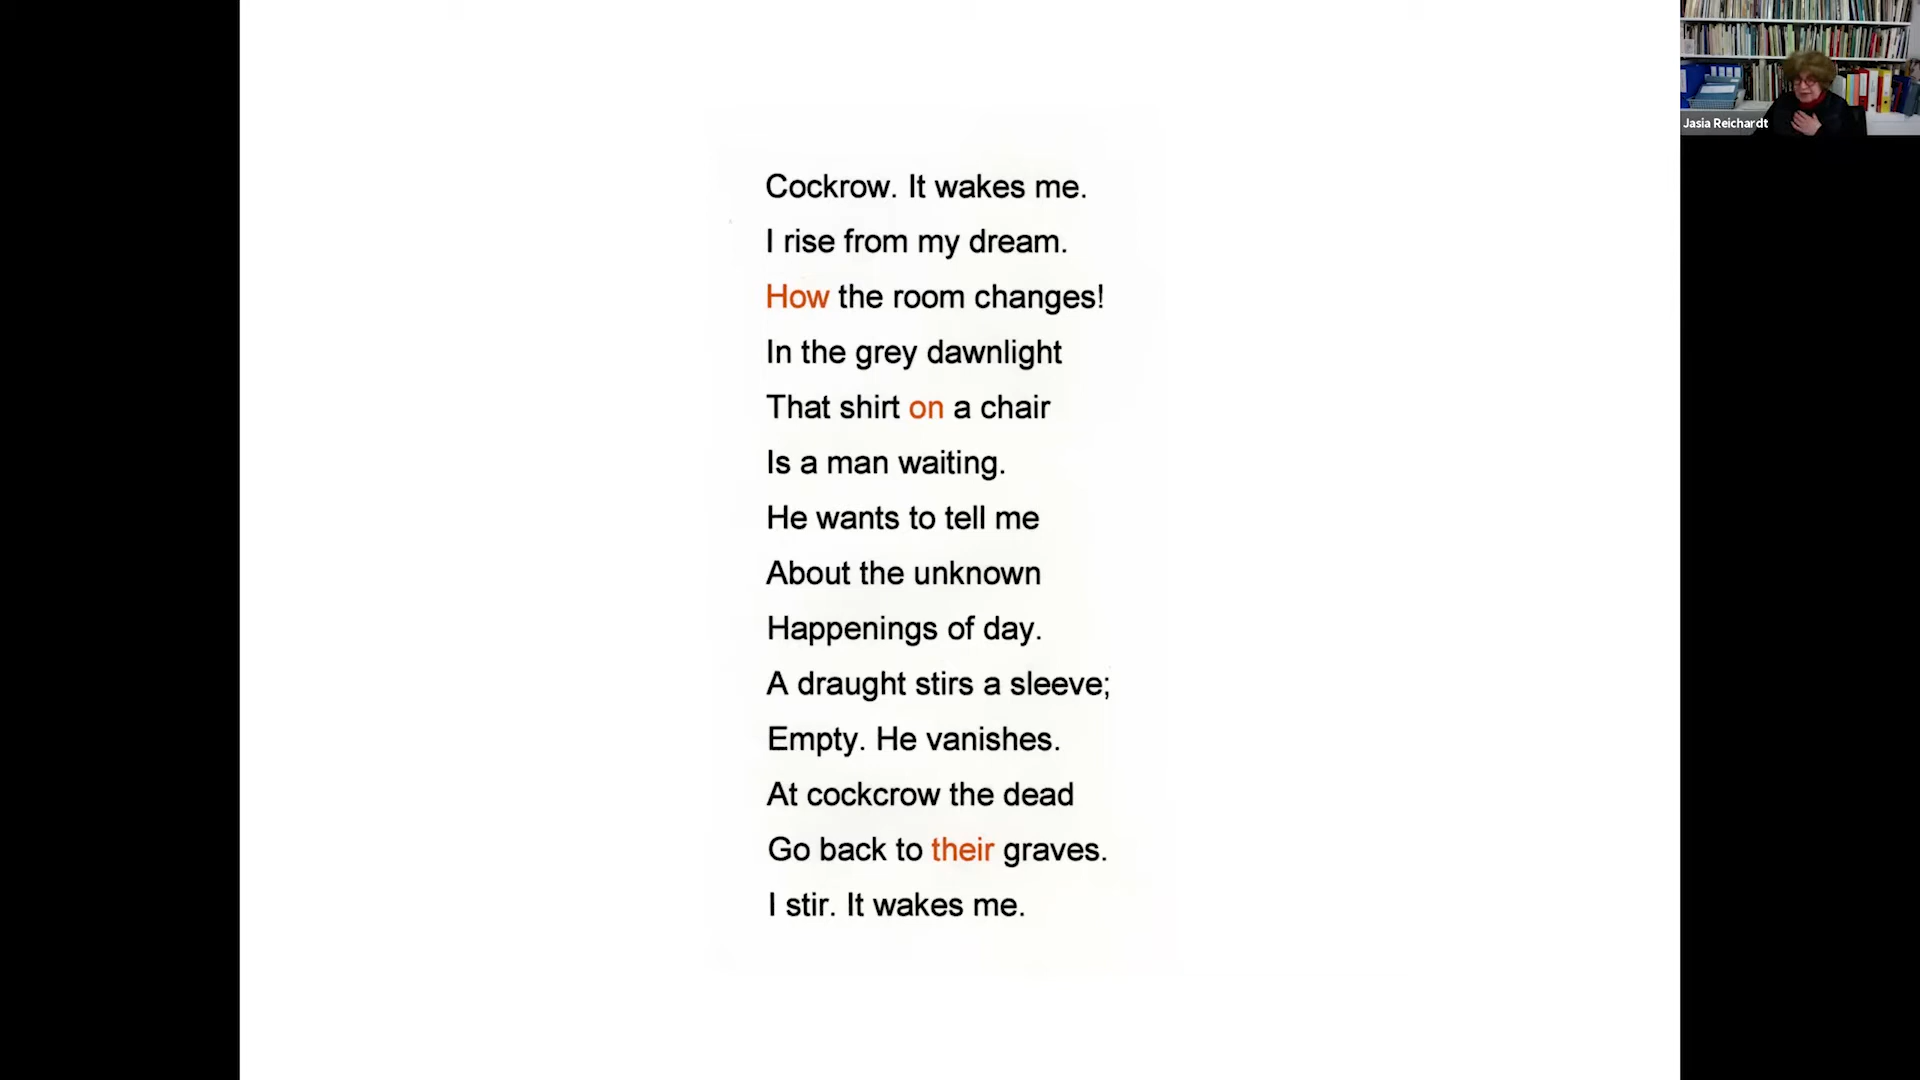 Cockrow. It wakes me.
I rise from my dream.
How the room changes!
In the grey dawnlight
That shirt on a chair
Is a man waiting.
He wants to tell me
About the unknown
Happenings of day.
A draught stirs a sleeve;
Empty. He vanishes.
At cockcrow the dead
Go back to their graves.
I stir. It wakes me.
Jasia Reichardt